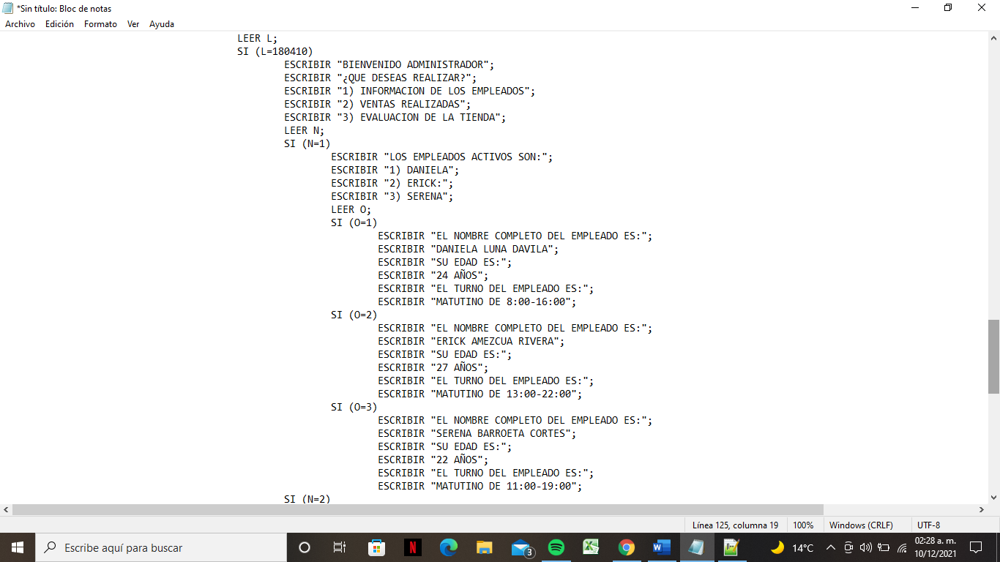 *Sin título: Bloc de notas
Archivo Edición Formato Ver Ayuda
LEER L;
SI (L=180410)
ESCRIBIR "BIENVENIDO ADMINISTRADOR";
ESCRIBIR "¿QUE DESEAS REALIZAR?";
ESCRIBIR "1) INFORMACION DE LOS EMPLEADOS";
ESCRIBIR "2) VENTAS REALIZADAS";
ESCRIBIR "3) EVALUACION DE LA TIENDA";
LEER N;
SI (N=1)
ESCRIBIR "LOS EMPLEADOS ACTIVOS SON:";
ESCRIBIR "1) DANIELA";
ESCRIBIR "2) ERICK:";
ESCRIBIR "3) SERENA";
LEER O;
SI (O=1)
ESCRIBIR "EL NOMBRE COMPLETO DEL EMPLEADO ES:";
ESCRIBIR "DANIELA LUNA DAVILA";
ESCRIBIR "SU EDAD ES:";
ESCRIBIR "24 AÑOS";
ESCRIBIR "EL TURNO DEL EMPLEADO ES:";
ESCRIBIR "MATUTINO DE 8:00-16:00";
SI (O=2)
ESCRIBIR "EL NOMBRE COMPLETO DEL EMPLEADO ES:";
ESCRIBIR "ERICK AMEZCUA RIVERA";
ESCRIBIR "SU EDAD ES:";
ESCRIBIR "27 AÑOS";
ESCRIBIR "EL TURNO DEL EMPLEADO ES:";
ESCRIBIR "MATUTINO DE 13:00-22:00";
SI (O=3)
ESCRIBIR "EL NOMBRE COMPLETO DEL EMPLEADO ES:";
ESCRIBIR "SERENA BARROETA CORTES";
ESCRIBIR "SU EDAD ES:";
ESCRIBIR "22 AÑOS";
ESCRIBIR "EL TURNO DEL EMPLEADO ES:";
ESCRIBIR "MATUTINO DE 11:00-19:00";
SI (N=2)
Línea 125, columna 19 100% Windows (CRLF) UTF-8
Escribe aquí para buscar
3
14°C
02:28 a. m.
10/12/2021